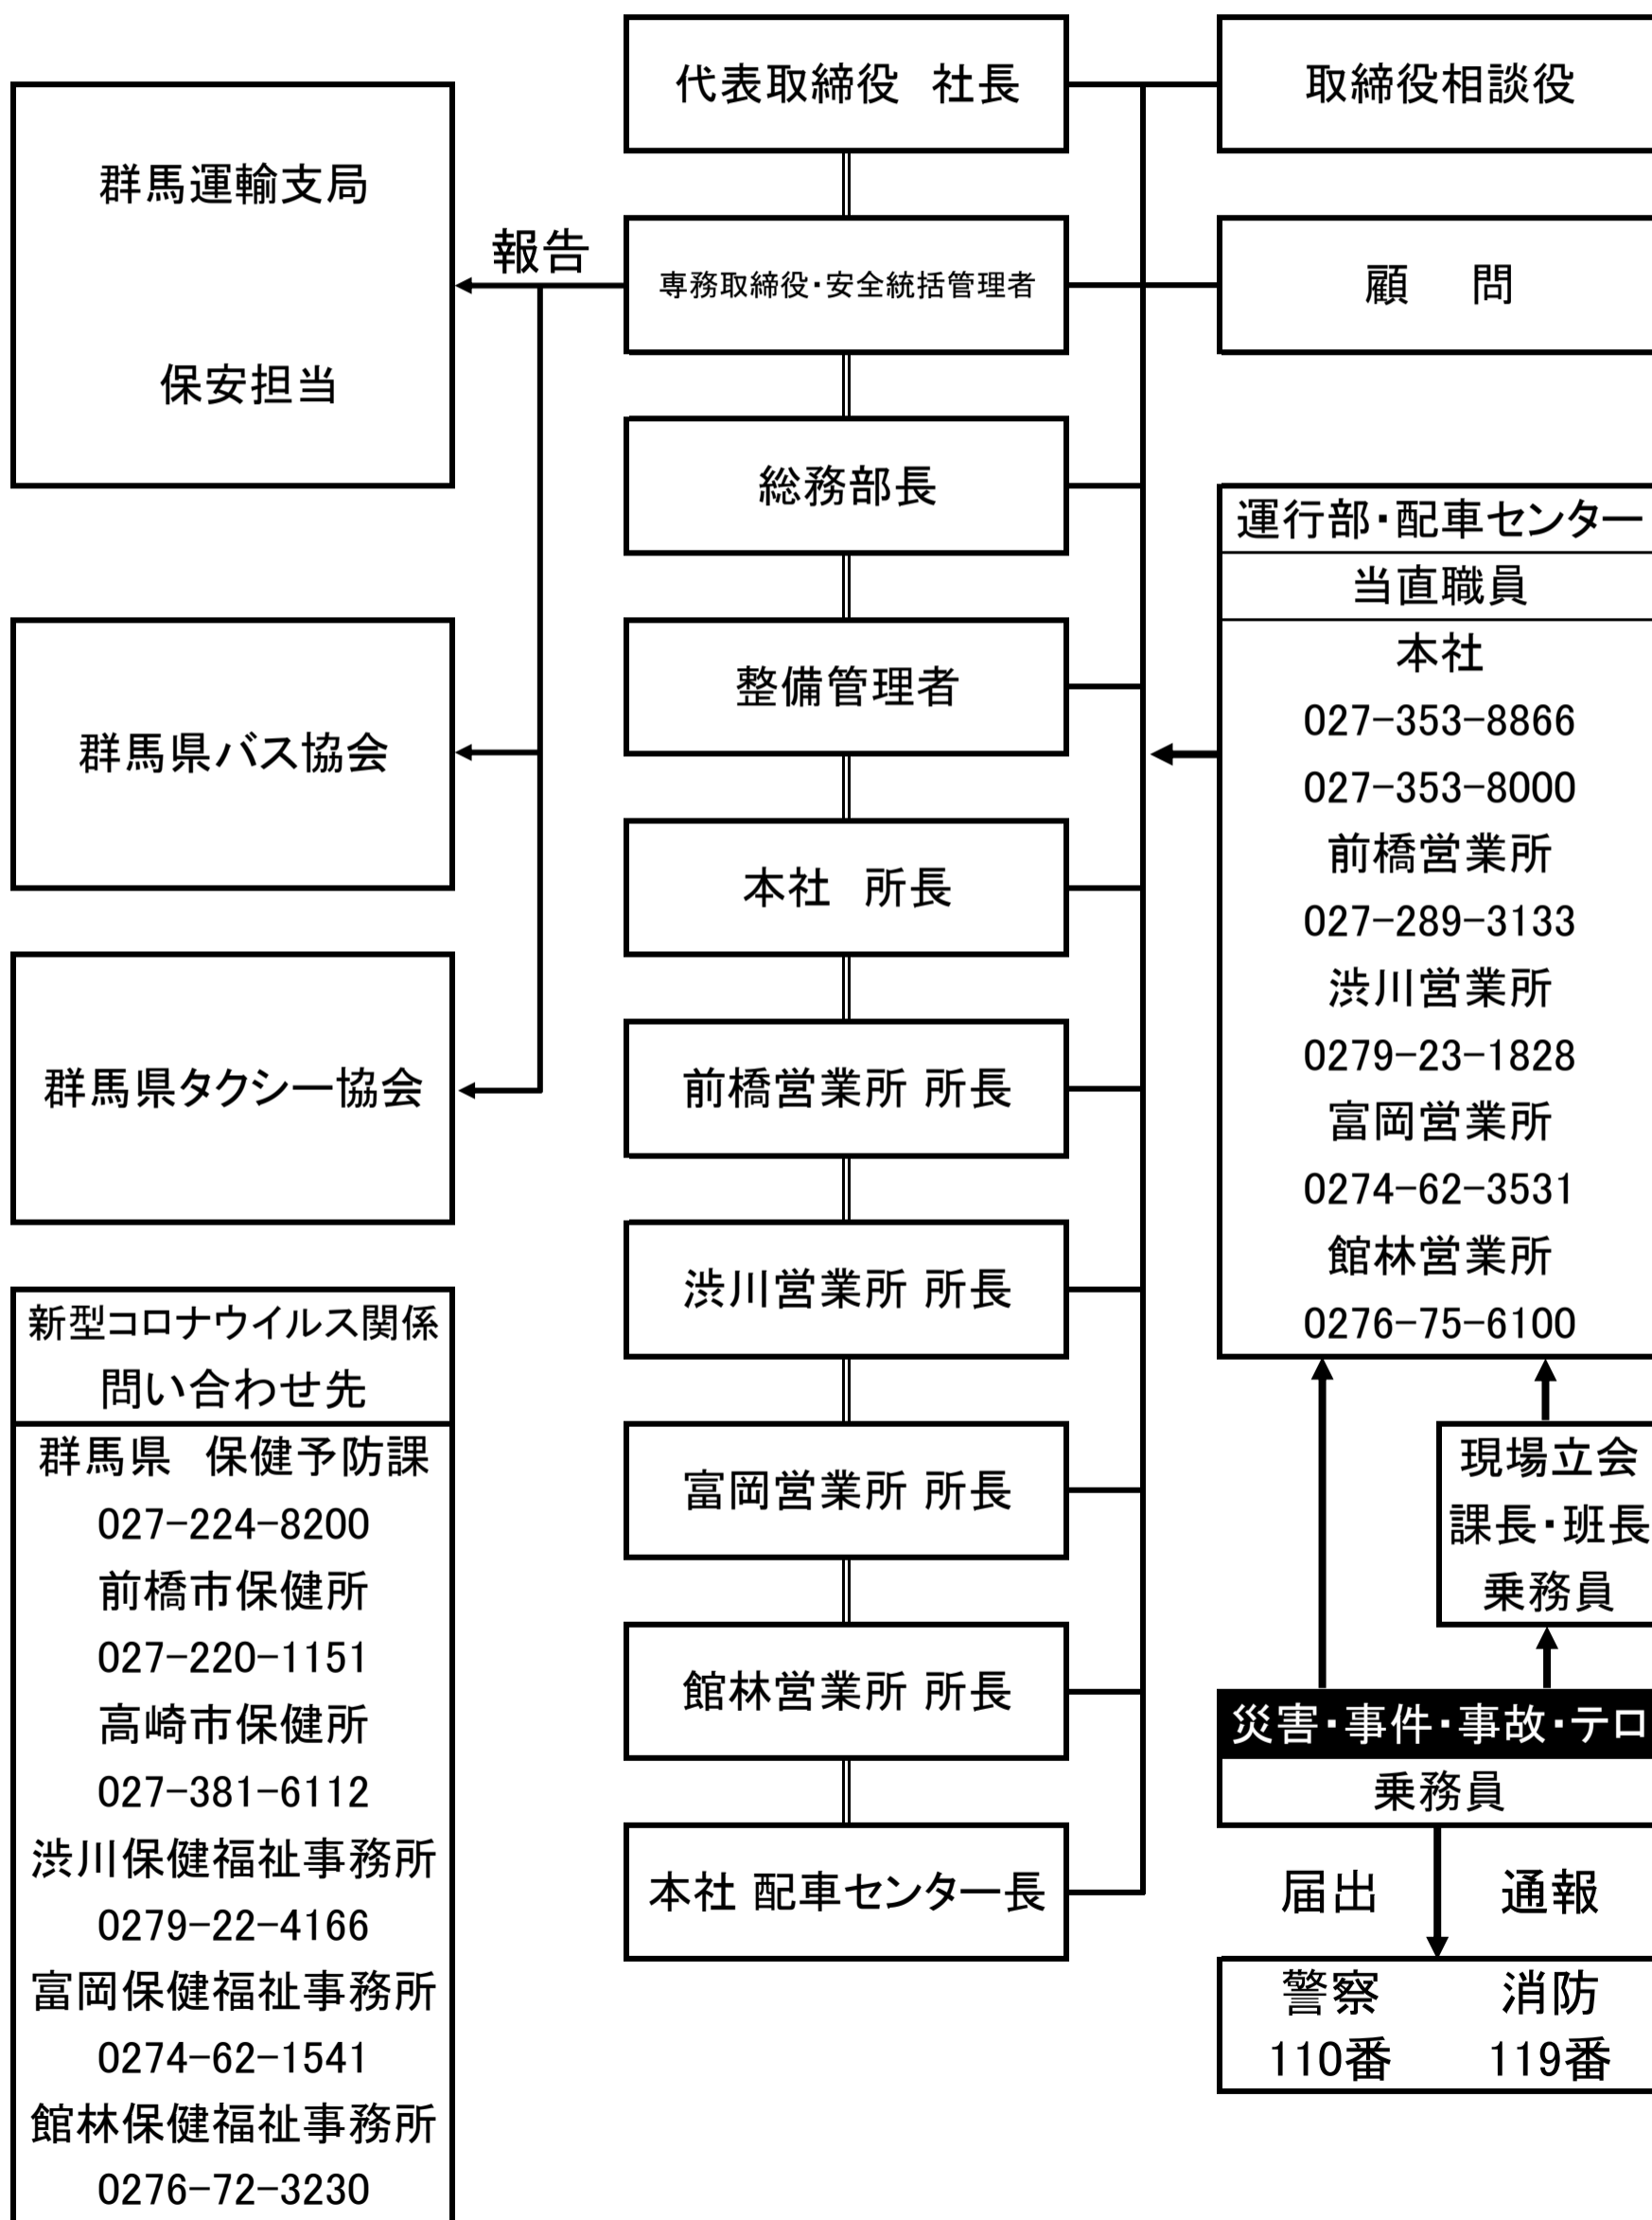 代表取締役 社長
取締役相談役
群馬運輸支局
保安担当
報告
専務取締役・安全統括管理者
顧 問
総務部長
整備管理者
本社 所長
前橋営業所 所長
渋川営業所 所長
富岡営業所 所長
館林営業所 所長
本社 配車センター長
群馬県バス協会
群馬県タクシー協会
新型コロナウイルス関係
問い合わせ先
群馬県 保健予防課
027-224-8200
前橋市保健所
027-220-1151
高崎市保健所
027-381-6112
渋川保健福祉事務所
0279-22-4166
富岡保健福祉事務所
0274-62-1541
館林保健福祉事務所
0276-72-3230
運行部・配車センター
当直職員
本社
027-353-8866
027-353-8000
前橋営業所
027-289-3133
渋川営業所
0279-23-1828
富岡営業所
0274-62-3531
館林営業所
0276-75-6100
現場立会
課長・班長
乗務員
災害・事件・事故・テロ
乗務員
届出 通報
警察 消防
110番 119番